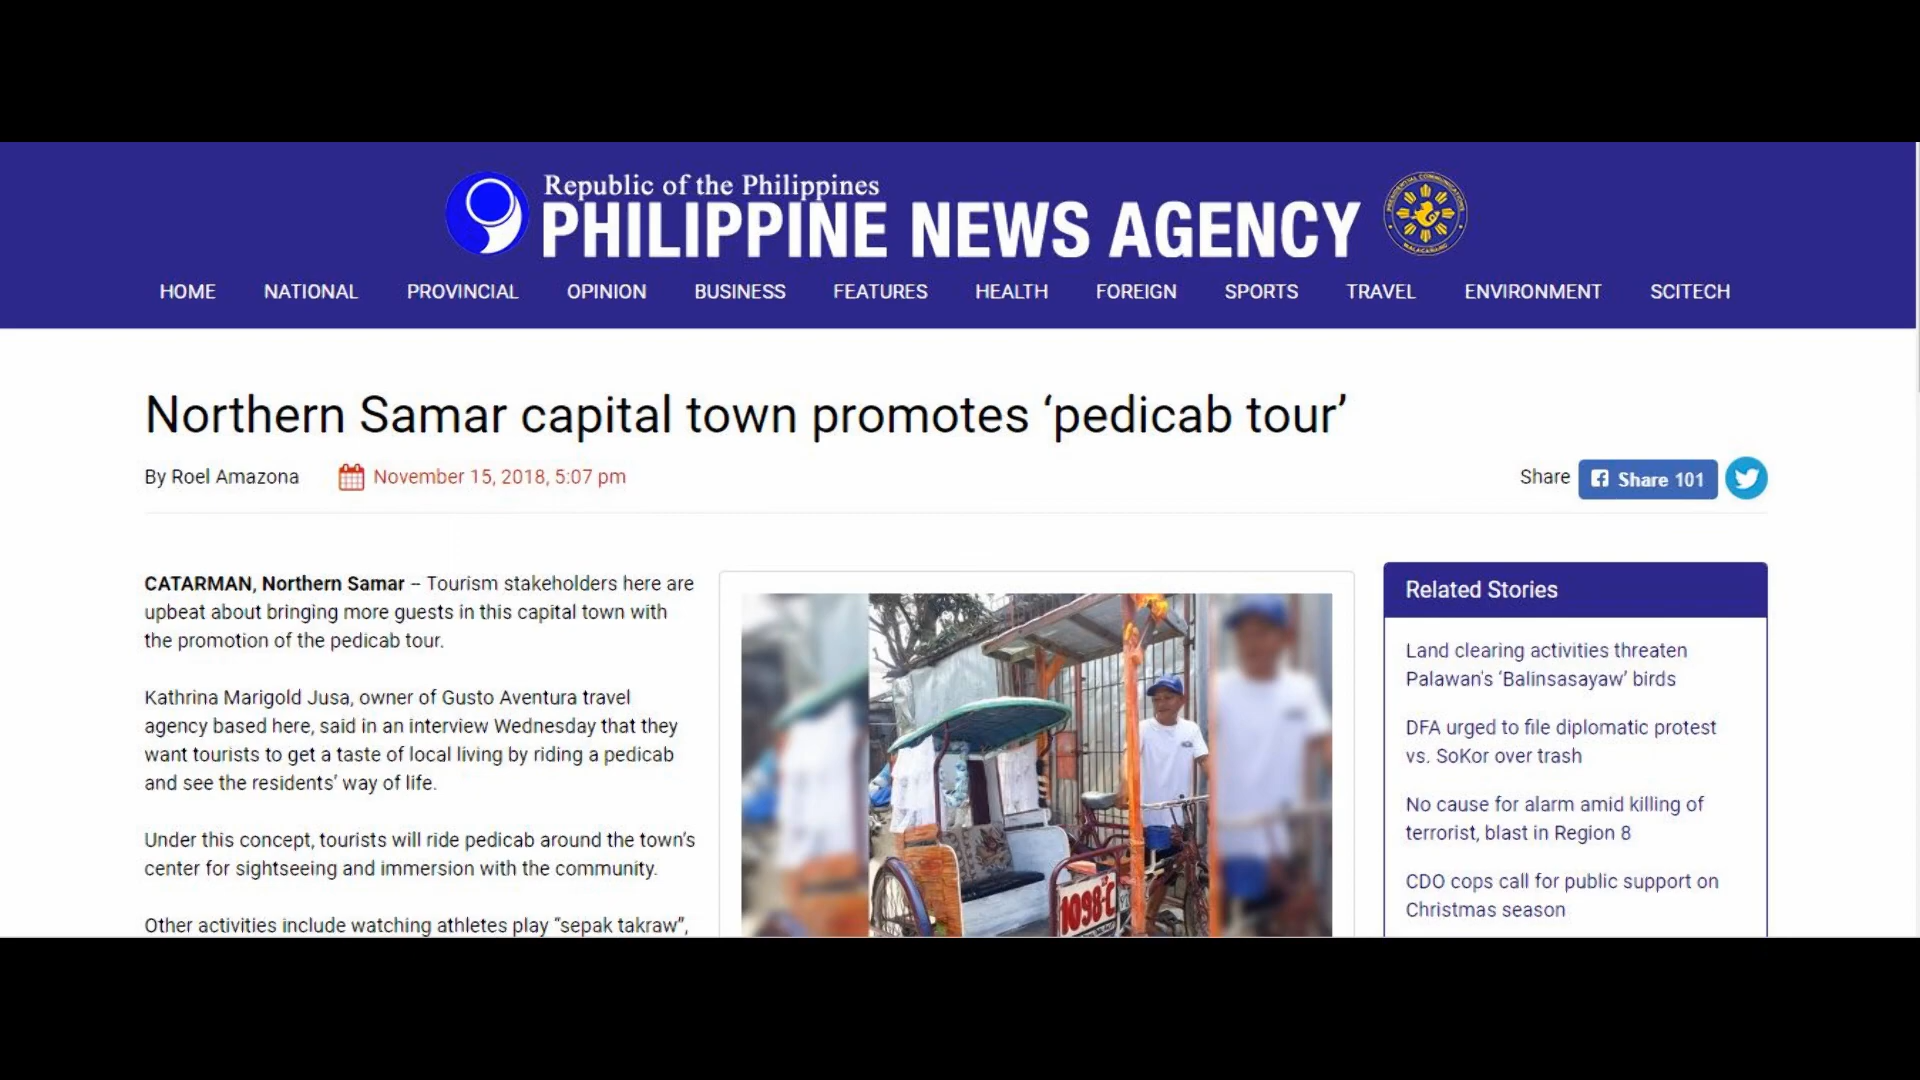 Republic of the Philippines
PHILIPPINE NEWS AGENCY
HOME NATIONAL PROVINCIAL OPINION BUSINESS FEATURES HEALTH FOREIGN SPORTS TRAVEL ENVIRONMENT SCITECH
Northern Samar capital town promotes ‘pedicab tour’
By Roel Amazona November 15, 2018, 5:07 pm
Share Share 101
CATARMAN, Northern Samar -- Tourism stakeholders here are
upbeat about bringing more guests in this capital town with
the promotion of the pedicab tour.
Kathrina Marigold Jusa, owner of Gusto Aventura travel
agency based here, said in an interview Wednesday that they
want tourists to get a taste of local living by riding a pedicab
and see the residents’ way of life.
Under this concept, tourists will ride pedicab around the town’s
center for sightseeing and immersion with the community.
Other activities include watching athletes play “sepak takraw”,
1098-C
Related Stories
Land clearing activities threaten
Palawan's ‘Balinsasayaw’ birds
DFA urged to file diplomatic protest
vs. SoKor over trash
No cause for alarm amid killing of
terrorist, blast in Region 8
CDO cops call for public support on
Christmas season